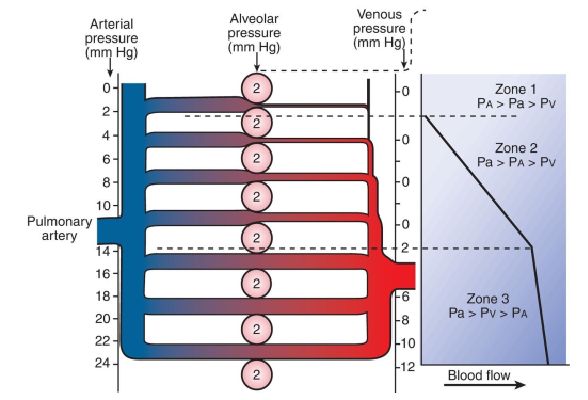 Arterial
pressure
(mm Hg)
Alveolar
pressure
(mm Hg)
Venous
pressure
(mm Hg)
0
2
4
6
8
10
Pulmonary
artery
14
16
18
20
22
24
2
2
2
2
2
2
2
2
2
0
0
0
0
2
6
8
10
12
Zone 1
PA > Pa > PV
Zone 2
Pa > PA > PV
Zone 3
Pa > PV > PA
Blood flow